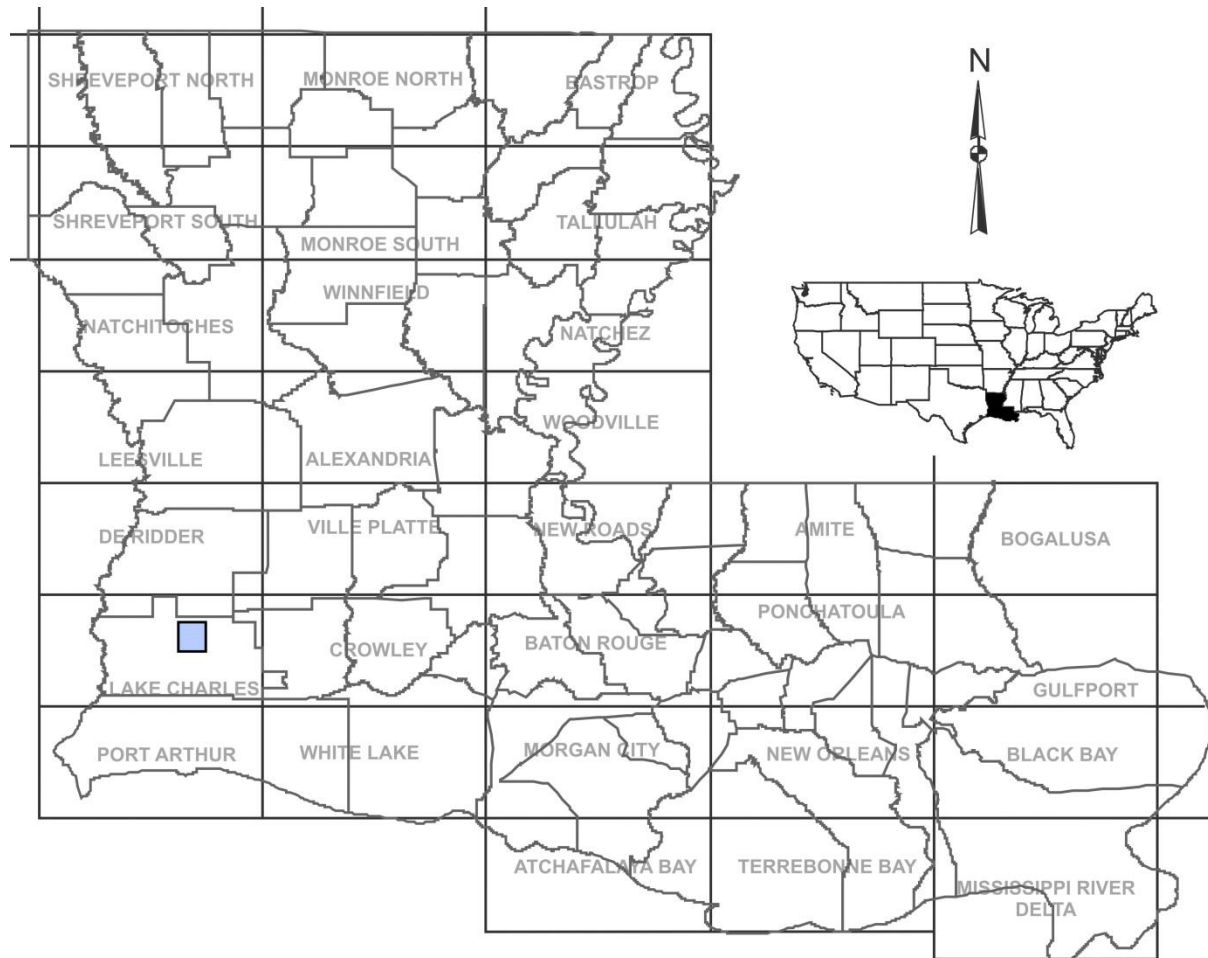 N
SHREVEPORT NORTH
MONROE NORTH
BASTROP
SHREVEPORT SOUTH
MONROE SOUTH
TALLULAH
NATCHITOCHES
WINNFIELD
NATCHEZ
LEESVILLE
ALEXANDRIA
WOODVILLE
DE RIDDER
VILLE PLATTE
NEW ROADS
AMITE
BOGALUSA
LAKE CHARLES
CROWLEY
BATON ROUGE
PONCHATOULA
GULFPORT
PORT ARTHUR
WHITE LAKE
MORGAN CITY
NEW ORLEANS
BLACK BAY
ATCHAFALAYA BAY
TERREBONNE BAY
MISSISSIPPI RIVER
DELTA